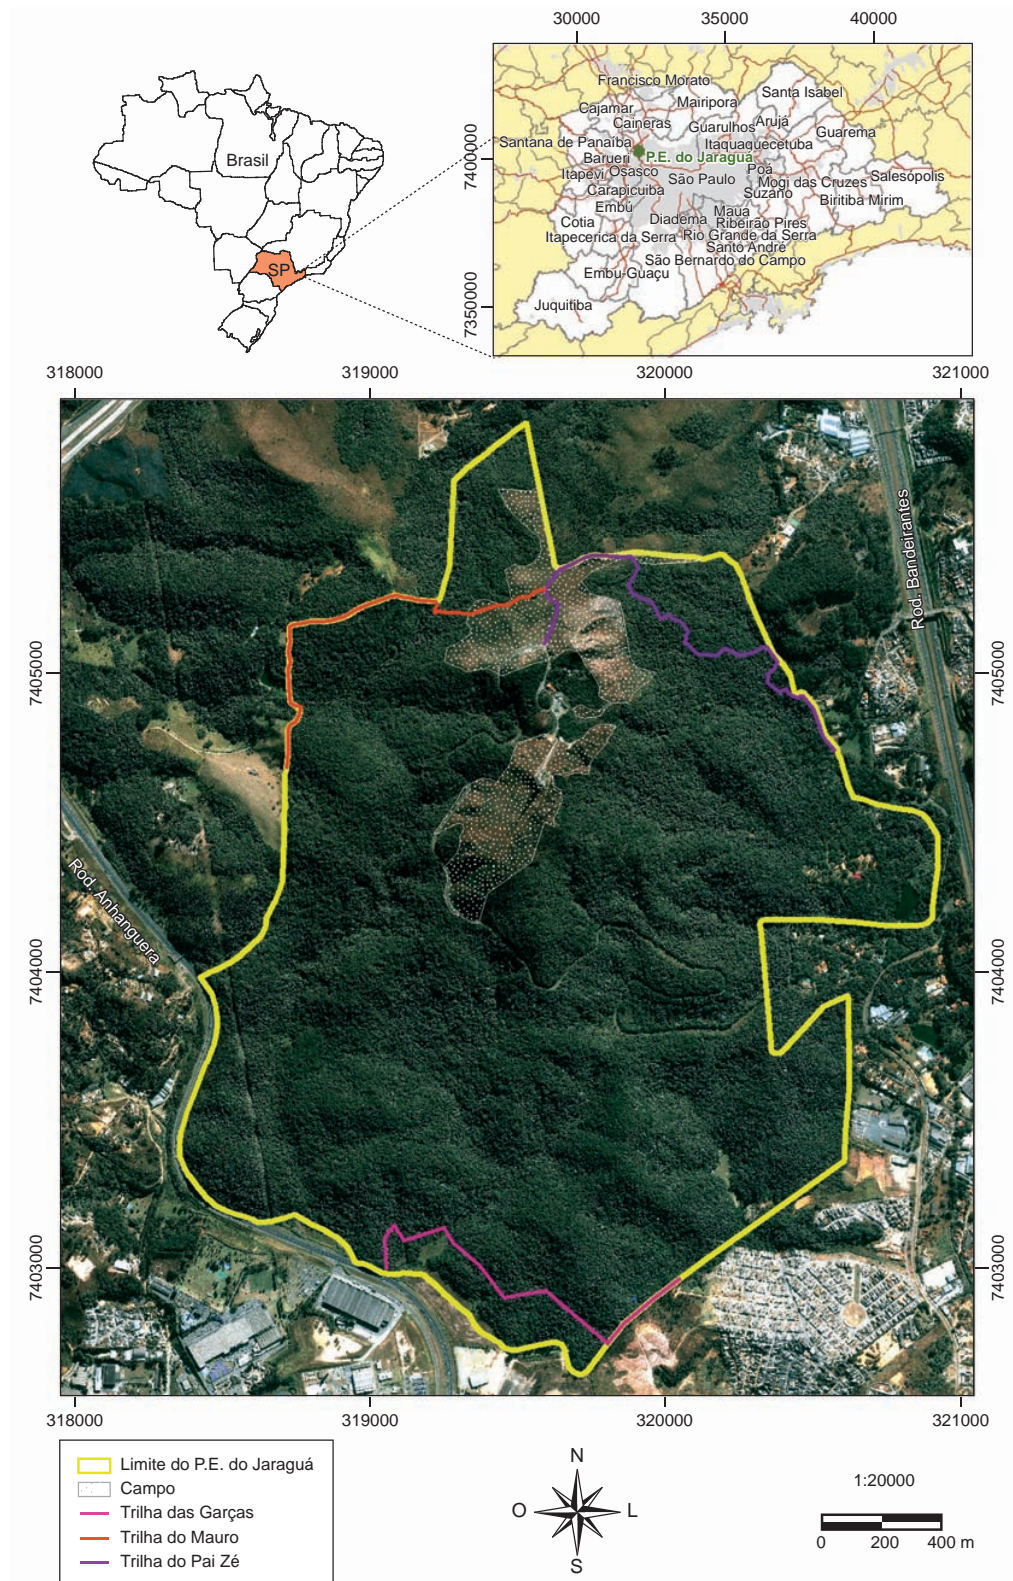 30000 35000 40000
7400000
7350000
Brasil
SP
Francisco Morato
Santa Isabel
Cajamar
Mairipora
Caineras
Guarulhos
Arujá
Guarema
Santana de Panaíba
Itaquaquecetuba
Barueri
P.E. do Jaraguá
Itapevi
Osasco
São Paulo
Poá
Mogi das Cruzes
Salesópolis
Carapicuiba
Suzano
Biritiba Mirim
Embú
Maua
Cotia
Diadema
Ribeirão Pires
Itapecerica da Serra
Rio Grande da Serra
Santo André
São Bernardo do Campo
Embu-Guaçu
Juquitiba
318000 319000 320000 321000
Rod. Bandeirantes
7405000 7405000
Rod. Anhanguera
7404000 7404000
7403000 7403000
318000 319000 320000 321000
Limite do P.E. do Jaraguá
Campo
Trilha das Garças
Trilha do Mauro
Trilha do Pai Zé
N
O L
S
1:20000
0 200 400 m